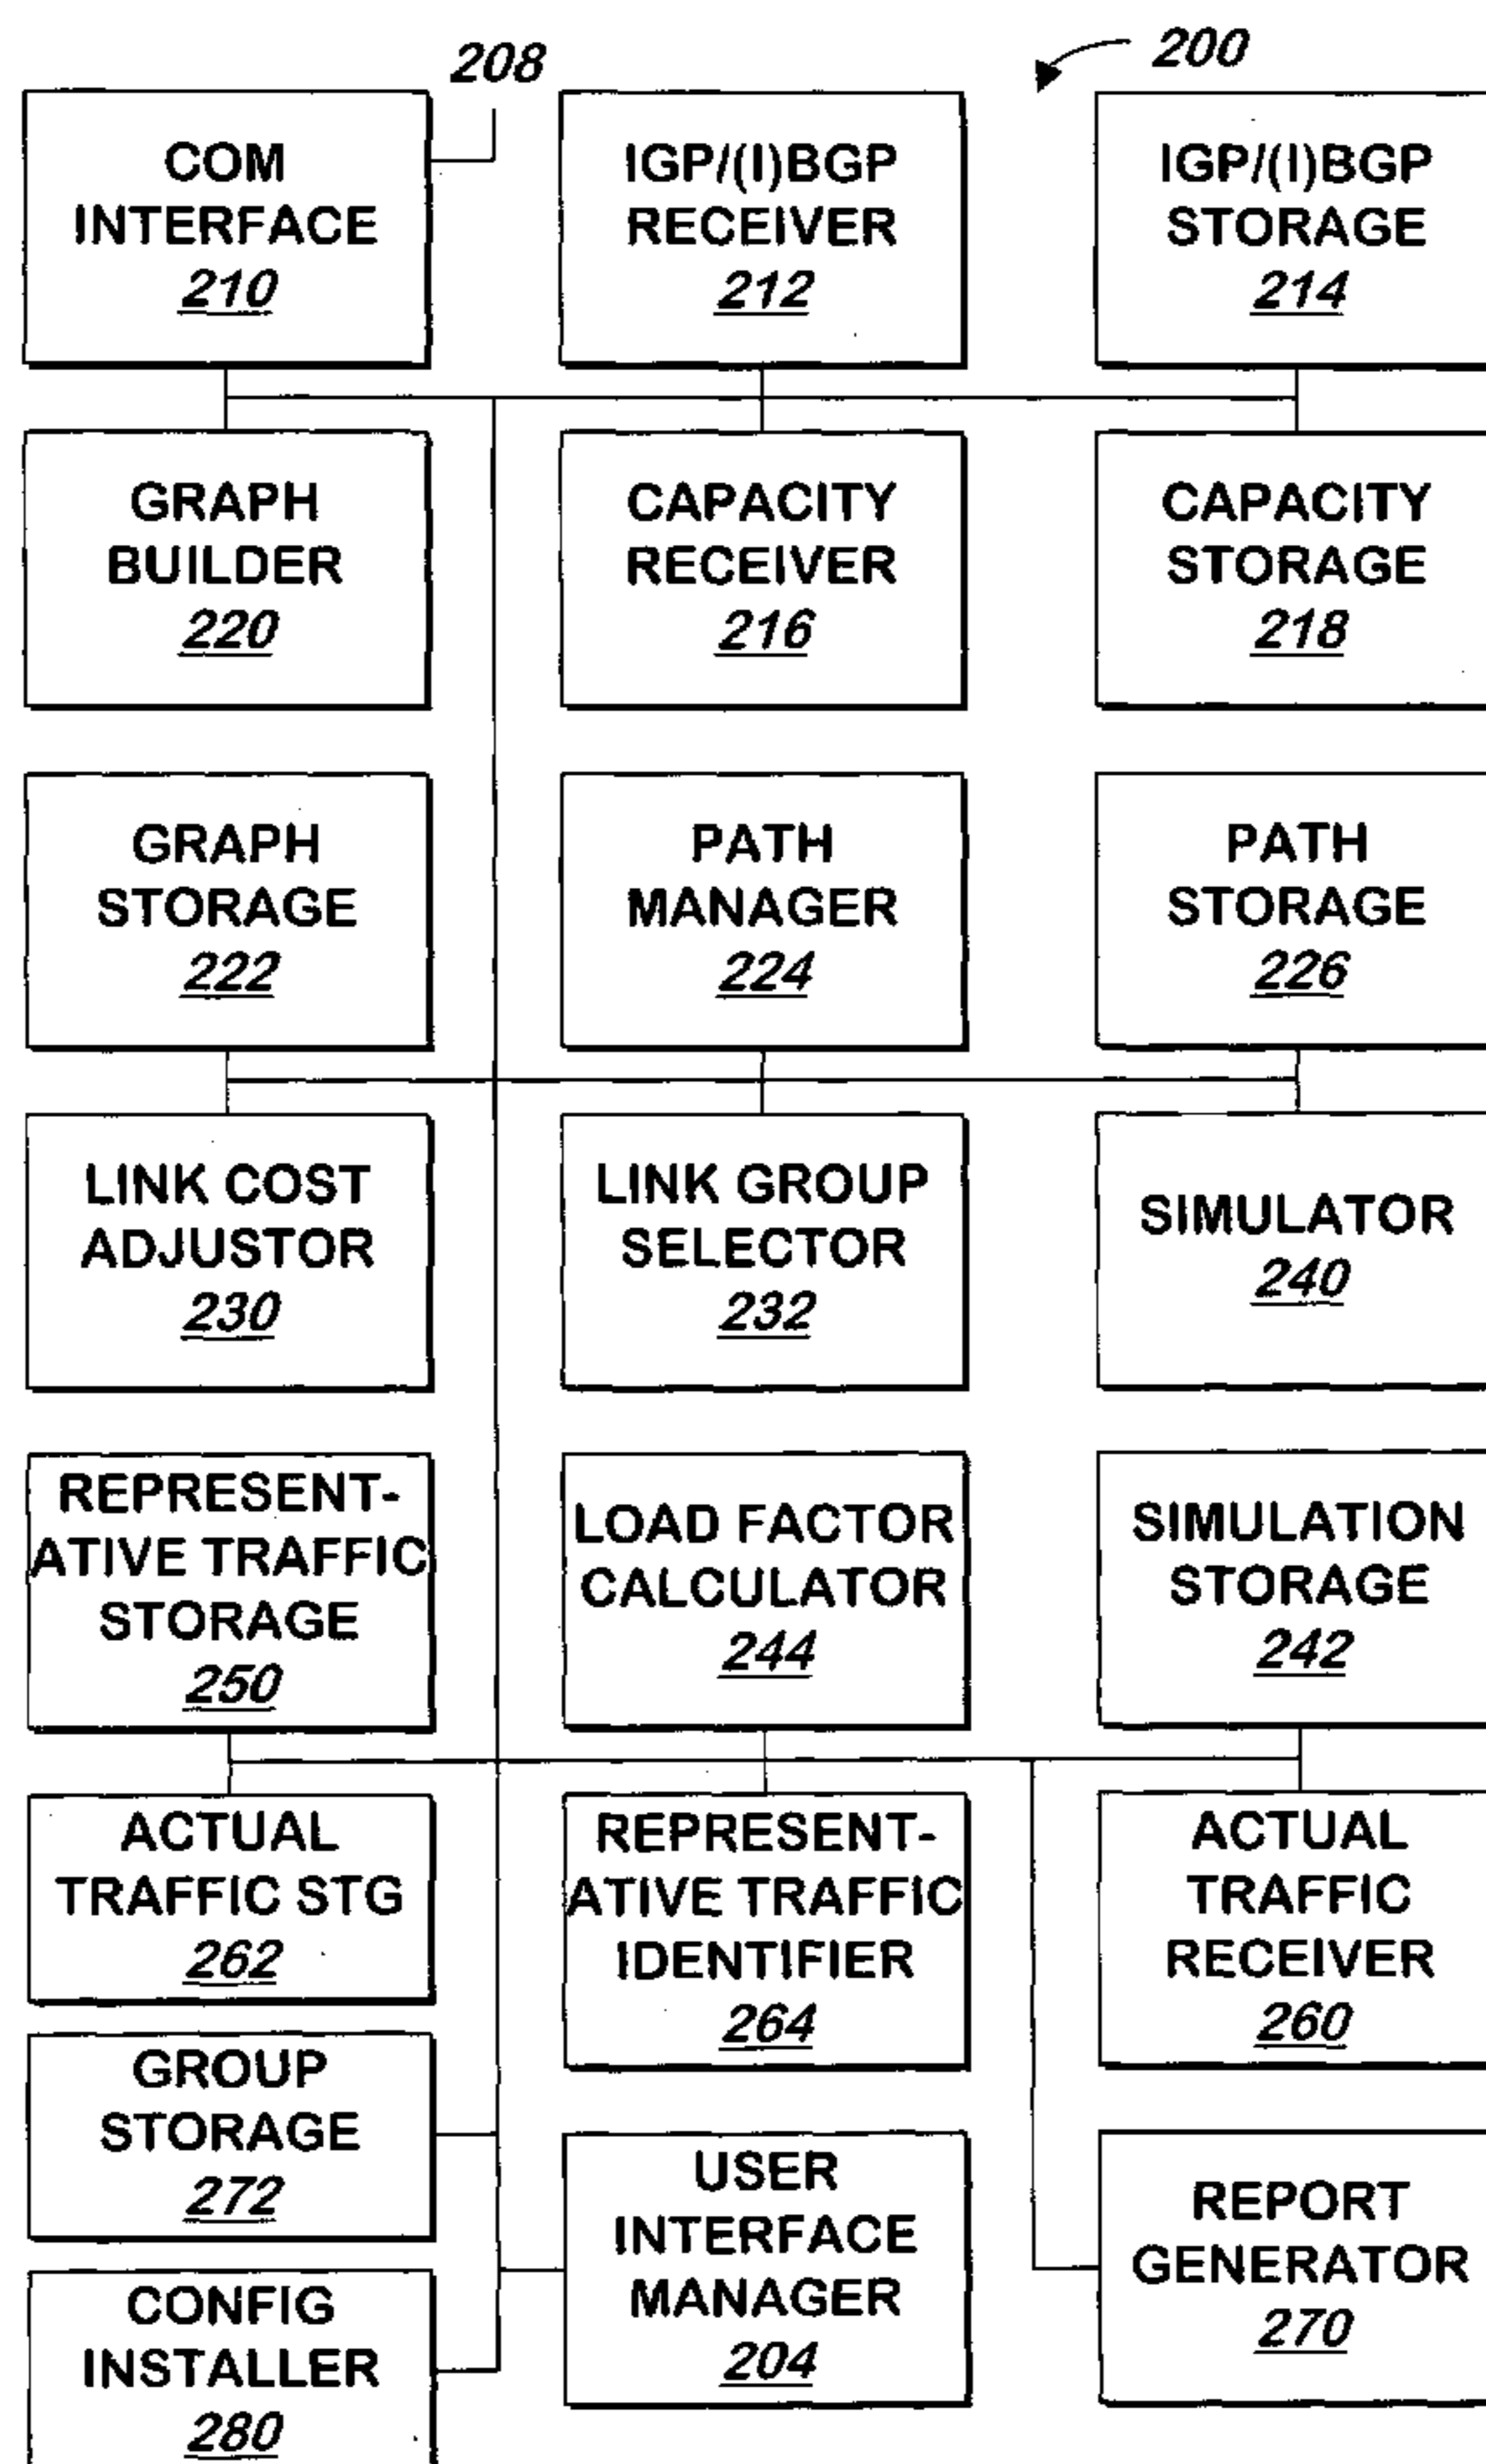 208
200
COM
INTERFACE
210
IGP/(I)BGP
RECEIVER
212
IGP/(I)BGP
STORAGE
214
GRAPH
BUILDER
220
CAPACITY
RECEIVER
216
CAPACITY
STORAGE
218
GRAPH
STORAGE
222
PATH
MANAGER
224
PATH
STORAGE
226
LINK COST
ADJUSTOR
230
LINK GROUP
SELECTOR
232
SIMULATOR
240
REPRESENT-
ATIVE TRAFFIC
STORAGE
250
LOAD FACTOR
CALCULATOR
244
SIMULATION
STORAGE
242
ACTUAL
TRAFFIC STG
262
REPRESENT-
ATIVE TRAFFIC
IDENTIFIER
264
ACTUAL
TRAFFIC
RECEIVER
260
GROUP
STORAGE
272
USER
INTERFACE
MANAGER
204
REPORT
GENERATOR
270
CONFIG
INSTALLER
280